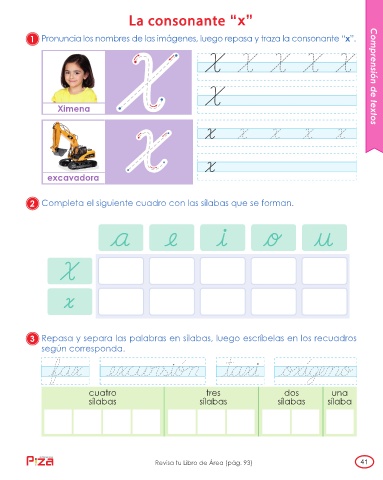 La consonante “x”
1 Pronuncia los nombres de las imágenes, luego repasa y traza la consonante “x”.
Comprensión de textos
X X X X X X
Ximena
X
x x x x x x
excavadora
x
2 Completa el siguiente cuadro con las sílabas que se forman.
a e i o u
X
x
3 Repasa y separa las palabras en sílabas, luego escríbelas en los recuadros
según corresponda.
fax excursión taxi oxígeno
cuatro tres dos una
sílabas sílabas sílabas sílaba
Piza
Revisa tu Libro de Área (pág. 93)
41